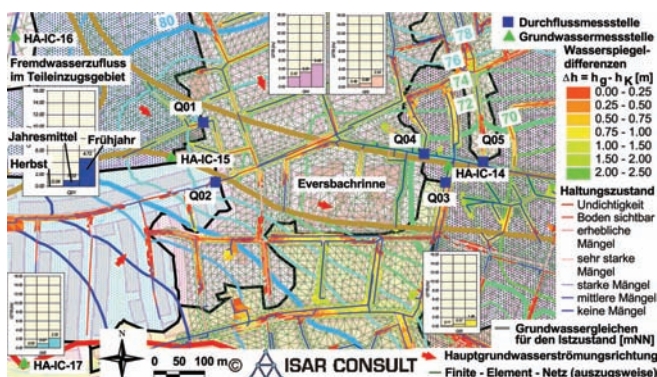 HA-IC-16
80
Fremdwasserzufluss
im Teileinzugsgebiet
Q01
Jahresmittel
Frühjahr
Herbst
HA-IC-15
Q02
Eversbachrinne
78
76
74
72
70
Q04
Q05
HA-IC-14
Q03
HA-IC-17
N
0 50 100 m
© ISAR CONSULT
Durchflussmessstelle
Grundwassermessstelle
Wasserspiegel-
differenzen
Δh = hg - hK [m]
0.00 - 0.25
0.25 - 0.50
0.50 - 0.75
0.75 - 1.00
1.00 - 1.50
1.50 - 2.00
2.00 - 2.50
Haltungszustand
Undichtigkeit
Boden sichtbar
erhebliche
Mängel
sehr starke
Mängel
starke Mängel
mittlere Mängel
keine Mängel
Grundwassergleichen
für den Istzustand [mNN]
Hauptgrundwasserströmungsrichtung
Finite - Element - Netz (auszugsweise)